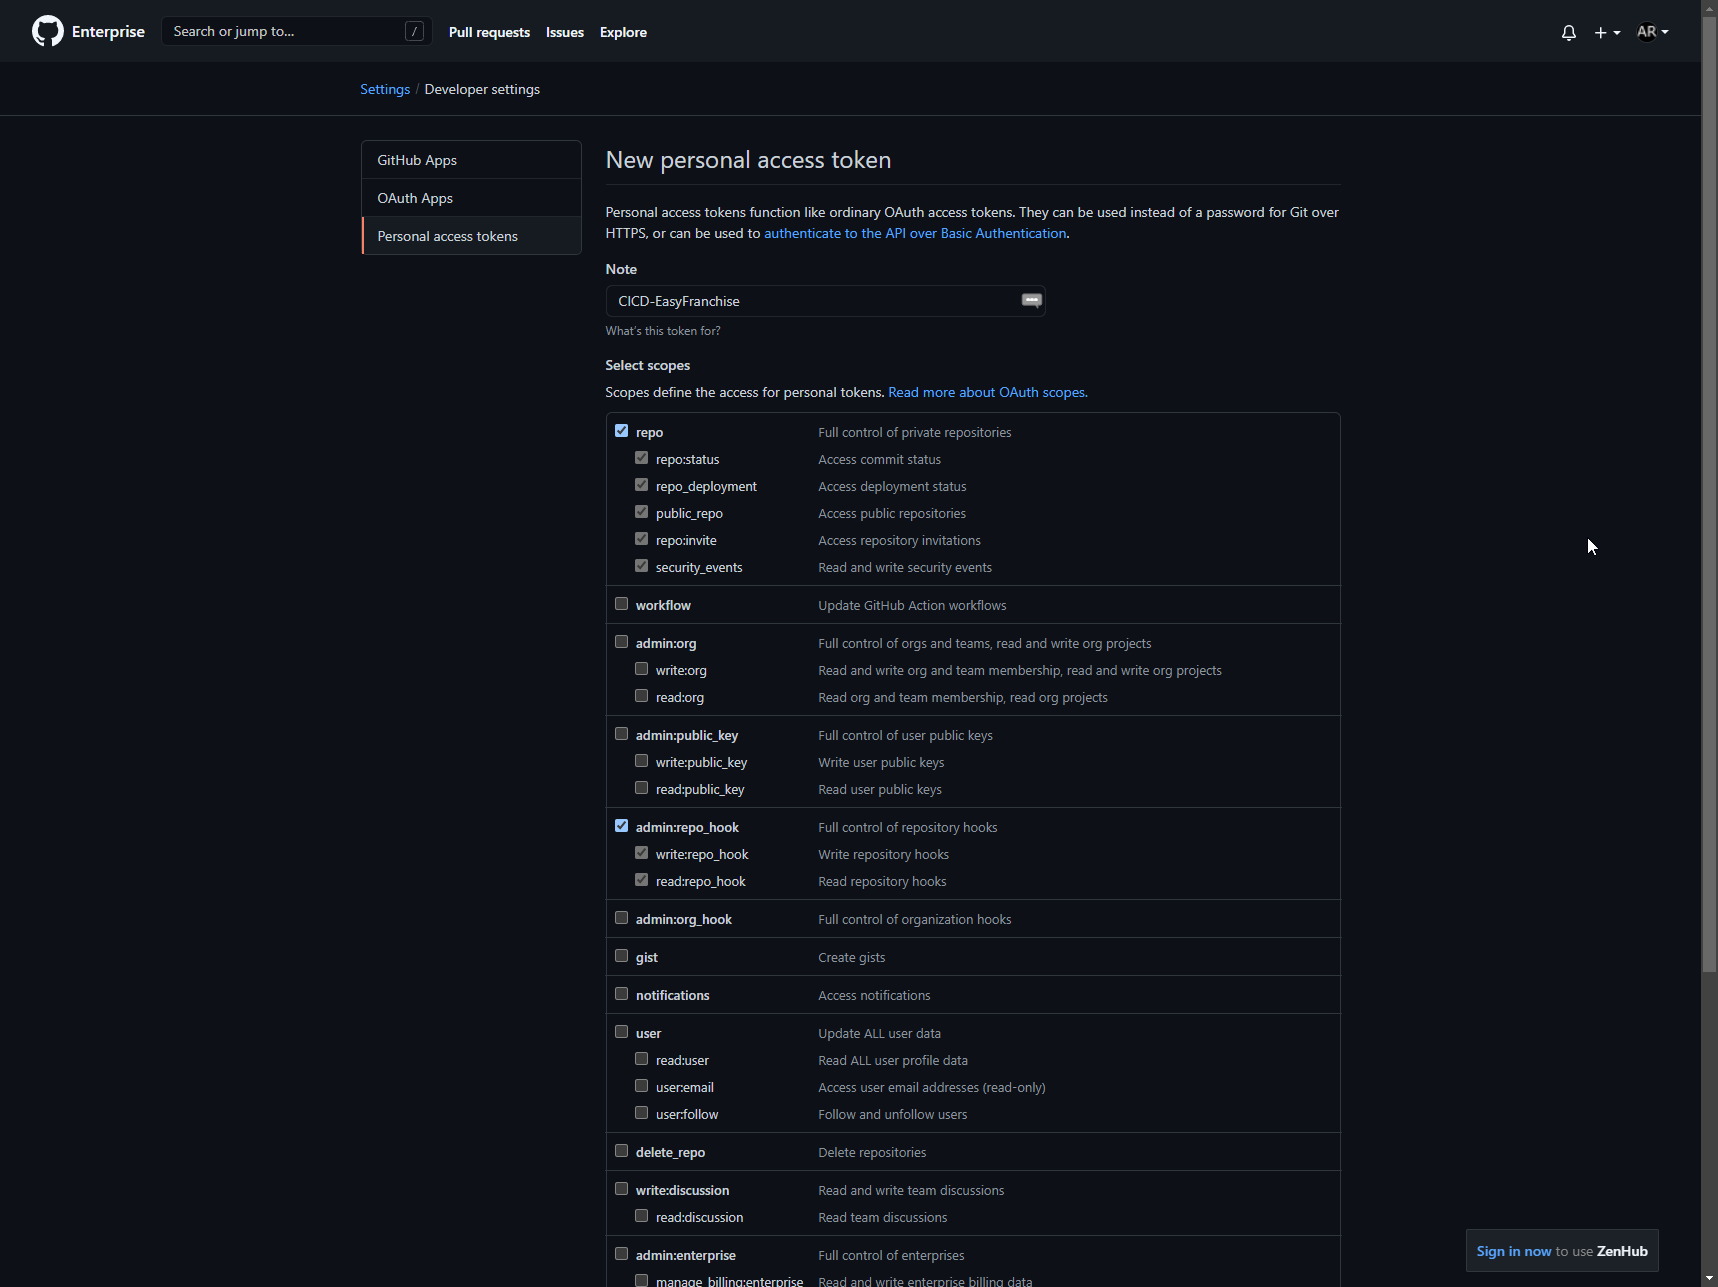 Enterprise
Search or jump to...
/
Pull requests
Issues
Explore
AR
Settings / Developer settings
GitHub Apps
OAuth Apps
Personal access tokens
New personal access token
Personal access tokens function like ordinary OAuth access tokens. They can be used instead of a password for Git over
HTTPS, or can be used to authenticate to the API over Basic Authentication.
Note
CICD-EasyFranchise
What's this token for?
Select scopes
Scopes define the access for personal tokens. Read more about OAuth scopes.
repo Full control of private repositories
repo:status Access commit status
repo_deployment Access deployment status
public_repo Access public repositories
repo:invite Access repository invitations
security_events Read and write security events
workflow Update GitHub Action workflows
admin:org Full control of orgs and teams, read and write org projects
write:org Read and write org and team membership, read and write org projects
read:org Read org and team membership, read org projects
admin:public_key Full control of user public keys
write:public_key Write user public keys
read:public_key Read user public keys
admin:repo_hook Full control of repository hooks
write:repo_hook Write repository hooks
read:repo_hook Read repository hooks
admin:org_hook Full control of organization hooks
gist Create gists
notifications Access notifications
user Update ALL user data
read:user Read ALL user profile data
user:email Access user email addresses (read-only)
user:follow Follow and unfollow users
delete_repo Delete repositories
write:discussion Read and write team discussions
read:discussion Read team discussions
admin:enterprise Full control of enterprises
manage_billing:enterprise Read and write enterprise billing data
Sign in now to use ZenHub